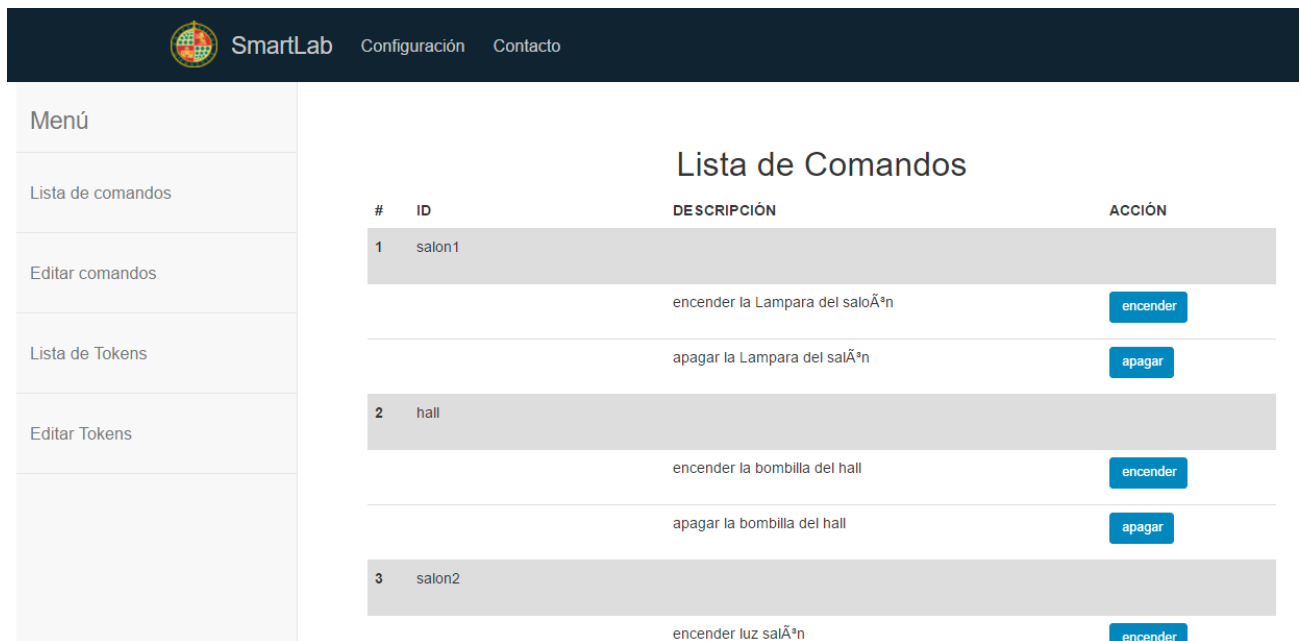 SmartLab Configuración Contacto
Menú
Lista de comandos
Editar comandos
Lista de Tokens
Editar Tokens
Lista de Comandos
# ID DESCRIPCIÓN ACCIÓN
1 salon1
encender la Lampara del saloÃ³n encender
apagar la Lampara del salÃ³n apagar
2 hall
encender la bombilla del hall encender
apagar la bombilla del hall apagar
3 salon2
encender luz salÃ³n encender